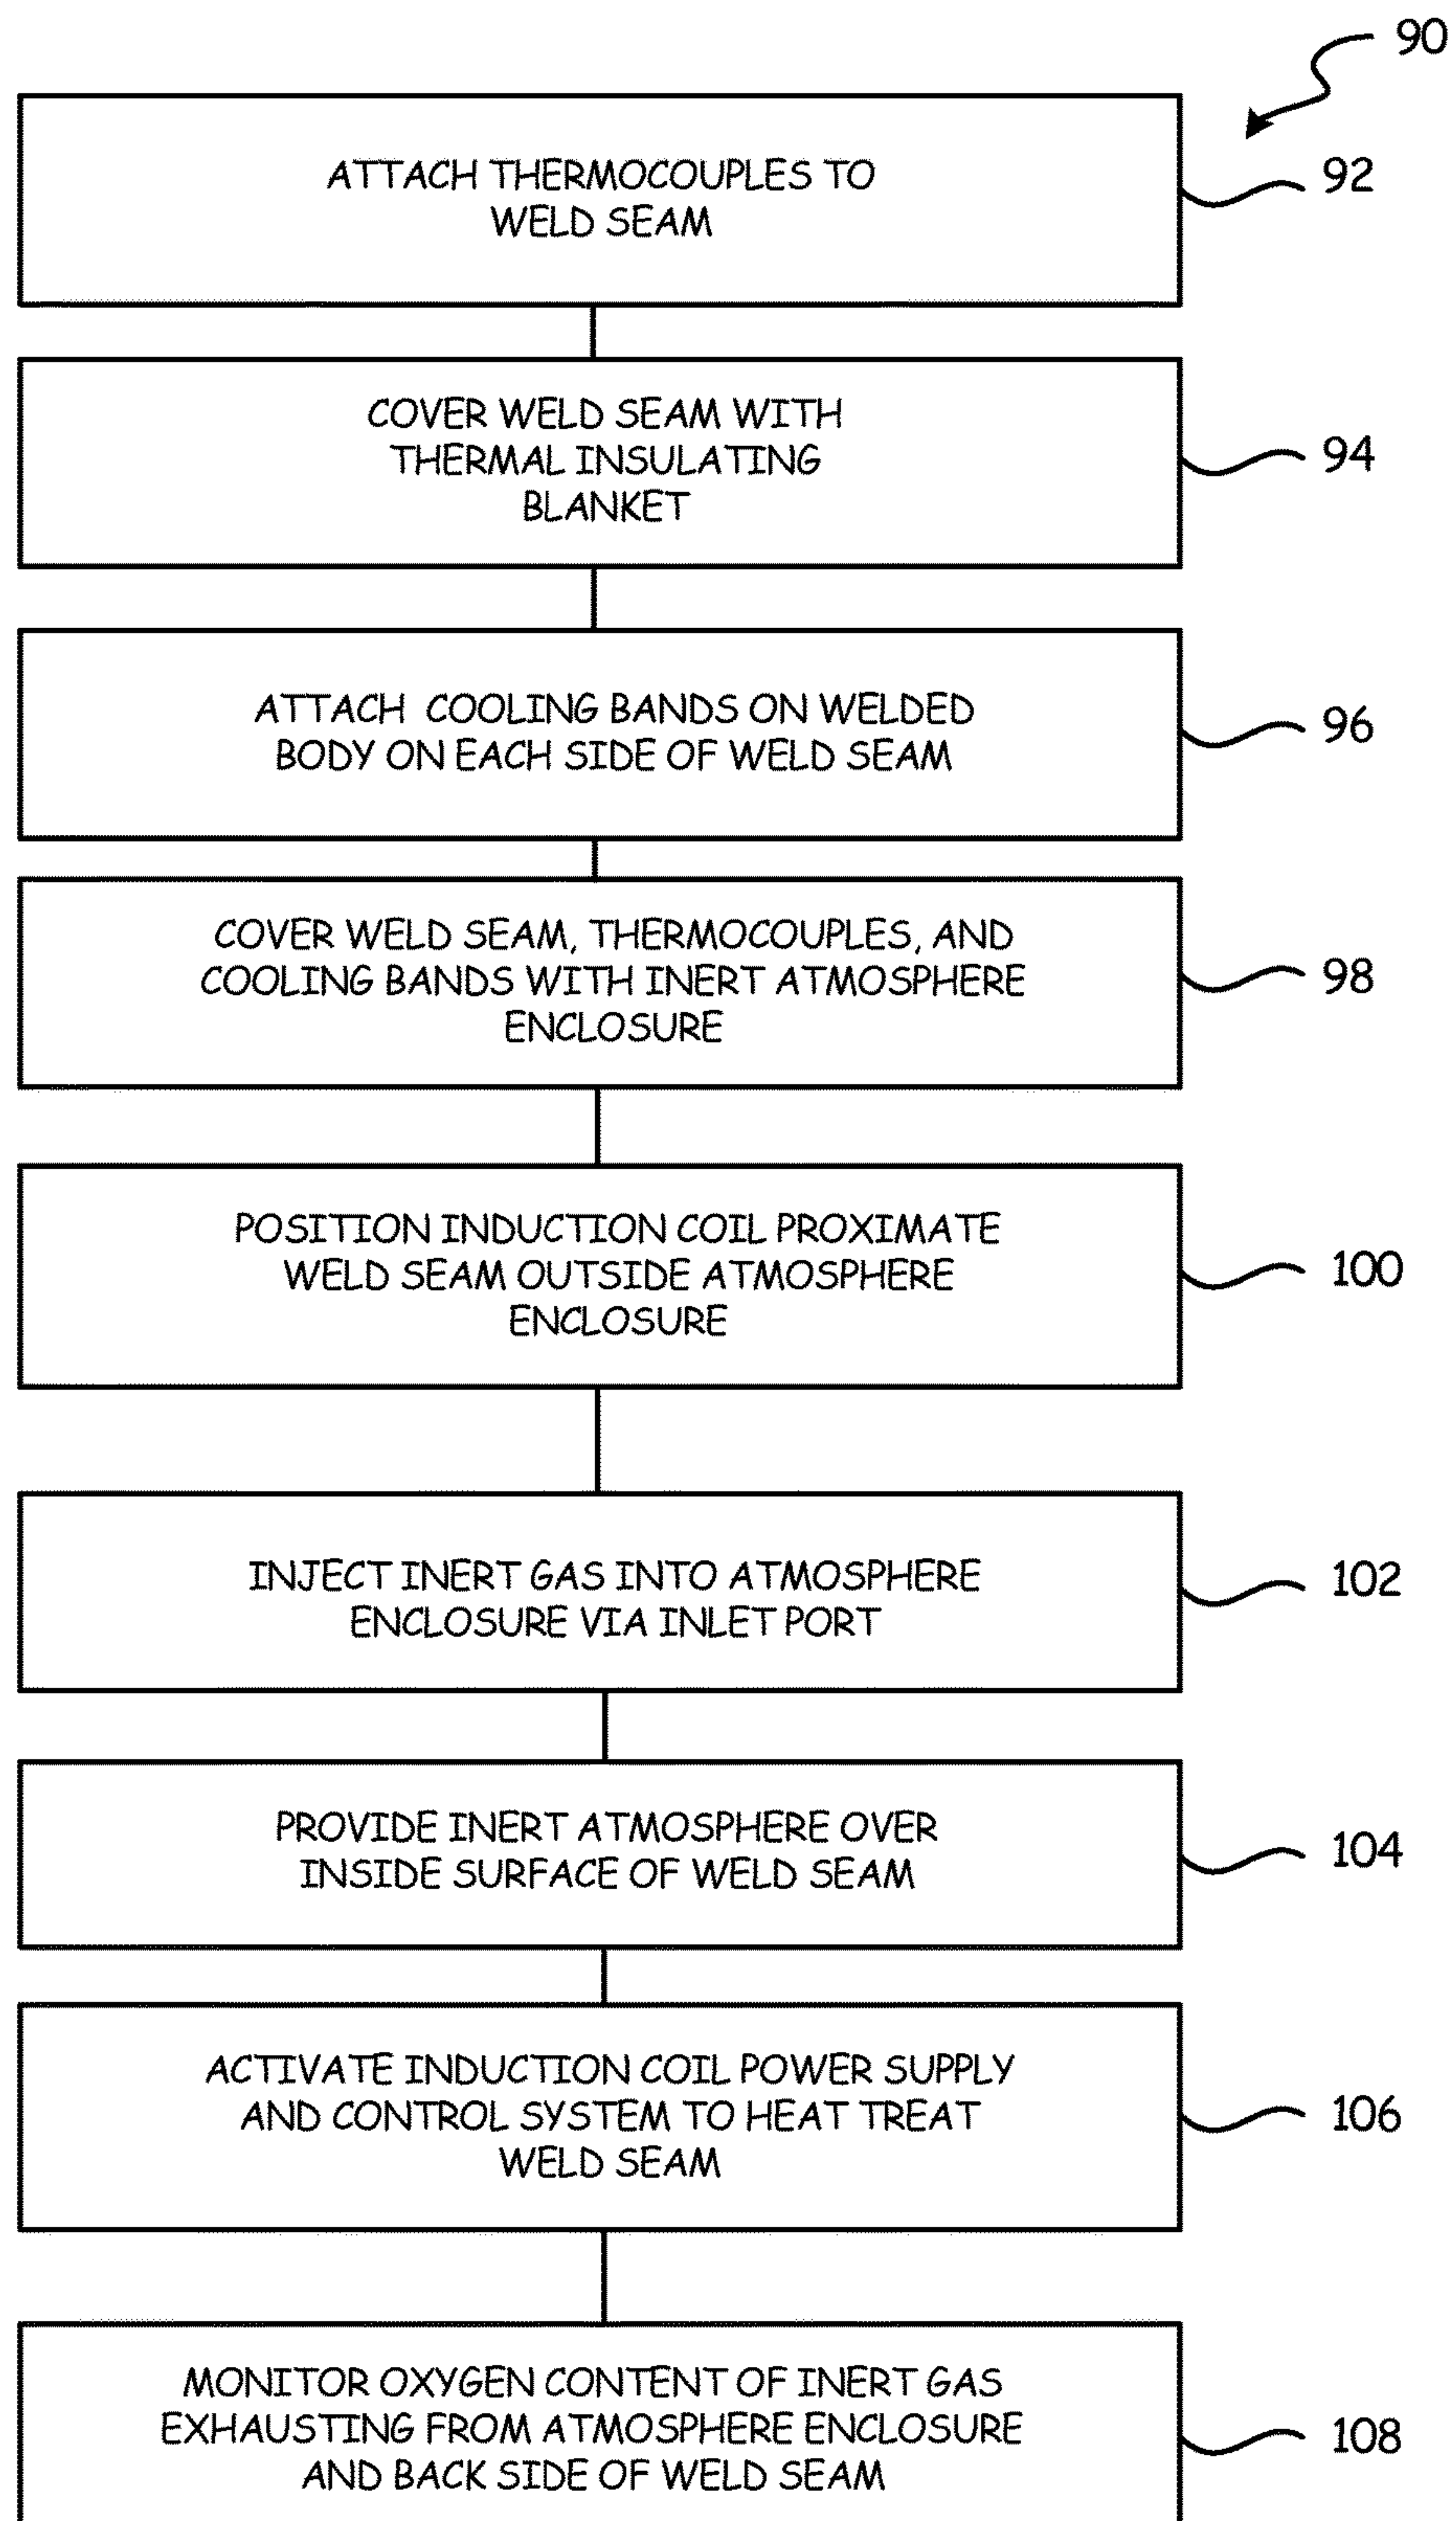 90
ATTACH THERMOCOUPLES TO
WELD SEAM
92
COVER WELD SEAM WITH
THERMAL INSULATING
BLANKET
94
ATTACH COOLING BANDS ON WELDED
BODY ON EACH SIDE OF WELD SEAM
96
COVER WELD SEAM, THERMOCOUPLES, AND
COOLING BANDS WITH INERT ATMOSPHERE
ENCLOSURE
98
POSITION INDUCTION COIL PROXIMATE
WELD SEAM OUTSIDE ATMOSPHERE
ENCLOSURE
100
INJECT INERT GAS INTO ATMOSPHERE
ENCLOSURE VIA INLET PORT
102
PROVIDE INERT ATMOSPHERE OVER
INSIDE SURFACE OF WELD SEAM
104
ACTIVATE INDUCTION COIL POWER SUPPLY
AND CONTROL SYSTEM TO HEAT TREAT
WELD SEAM
106
MONITOR OXYGEN CONTENT OF INERT GAS
EXHAUSTING FROM ATMOSPHERE ENCLOSURE
AND BACK SIDE OF WELD SEAM
108